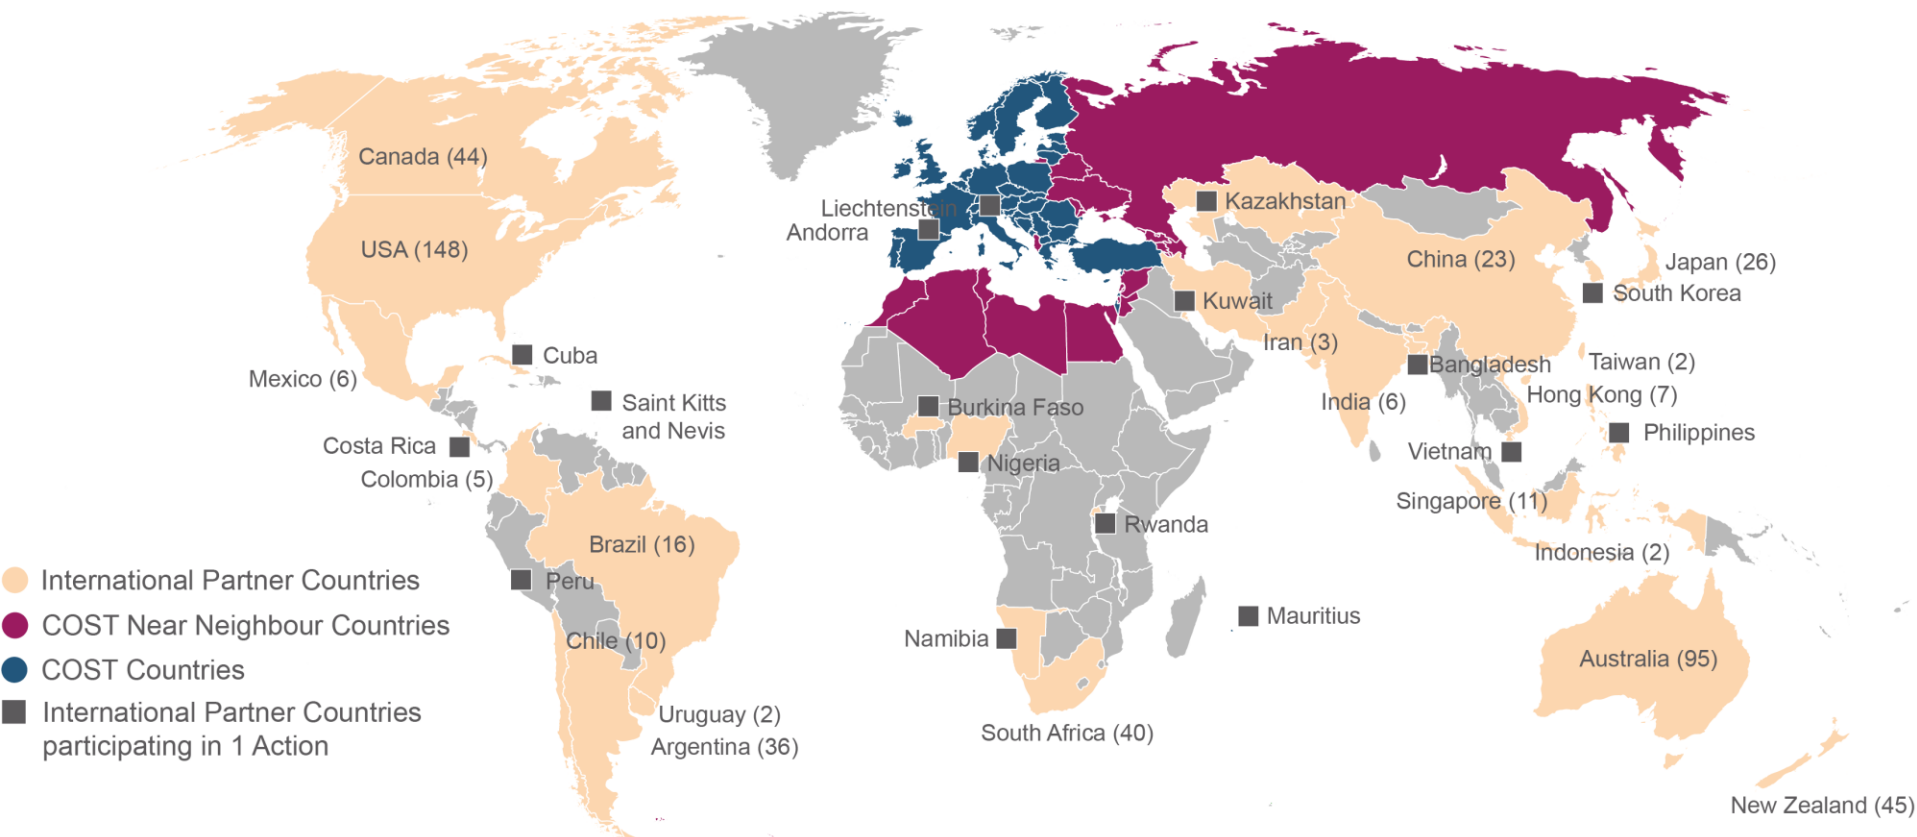 Canada (44)
USA (148)
Mexico (6)
Cuba
Saint Kitts
and Nevis
Costa Rica
Colombia (5)
Brazil (16)
Peru
Chile (10)
Uruguay (2)
Argentina (36)
Liechtenstein
Andorra
Burkina Faso
Nigeria
Rwanda
Namibia
Mauritius
South Africa (40)
Kazakhstan
Kuwait
Iran (3)
China (23)
Japan (26)
South Korea
Bangladesh
Taiwan (2)
India (6)
Hong Kong (7)
Vietnam
Philippines
Singapore (11)
Indonesia (2)
Australia (95)
New Zealand (45)
International Partner Countries
COST Near Neighbour Countries
COST Countries
International Partner Countries
participating in 1 Action